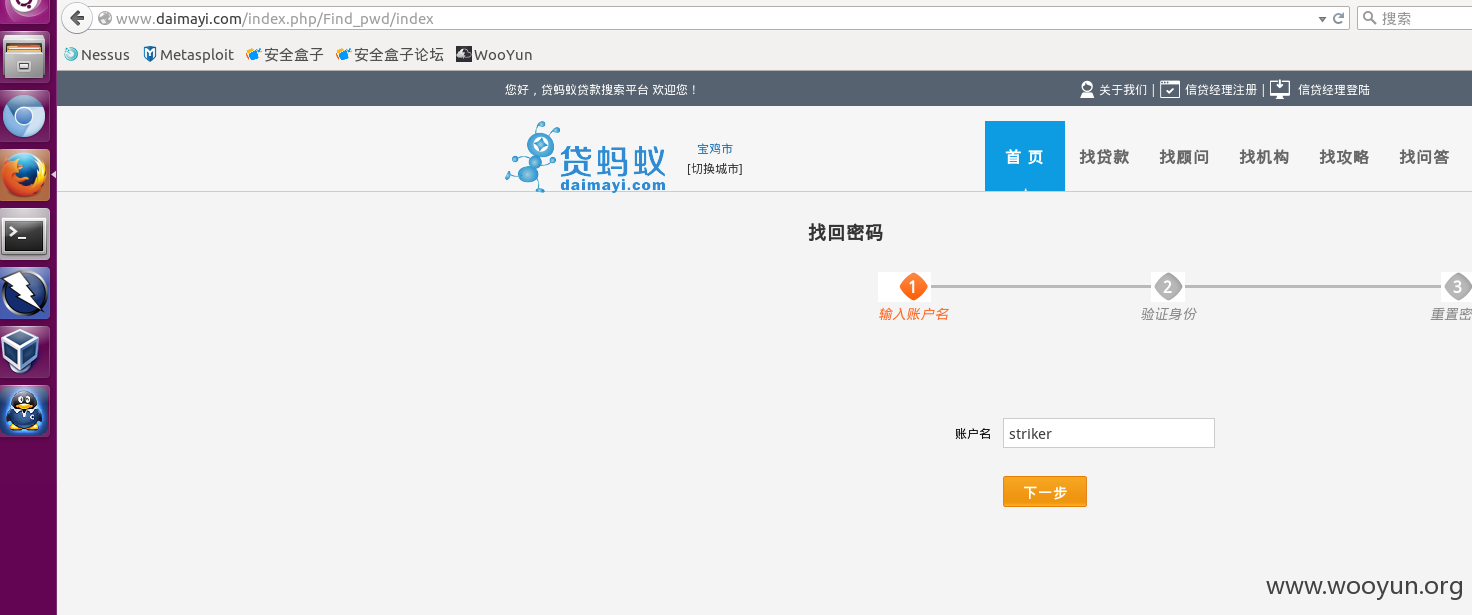 www.daimayi.com/index.php/Find_pwd/index
搜索
Nessus Metasploit 安全盒子 安全盒子论坛 WooYun
您好，贷蚂蚁贷款搜索平台 欢迎您！ 关于我们 | 信贷经理注册 | 信贷经理登陆
贷蚂蚁
daimayi.com
宝鸡市
[切换城市]
首 页 找贷款 找顾问 找机构 找攻略 找问答
找回密码
1 2 3
输入账户名 验证身份 重置密
账户名 striker
下一步
www.wooyun.org